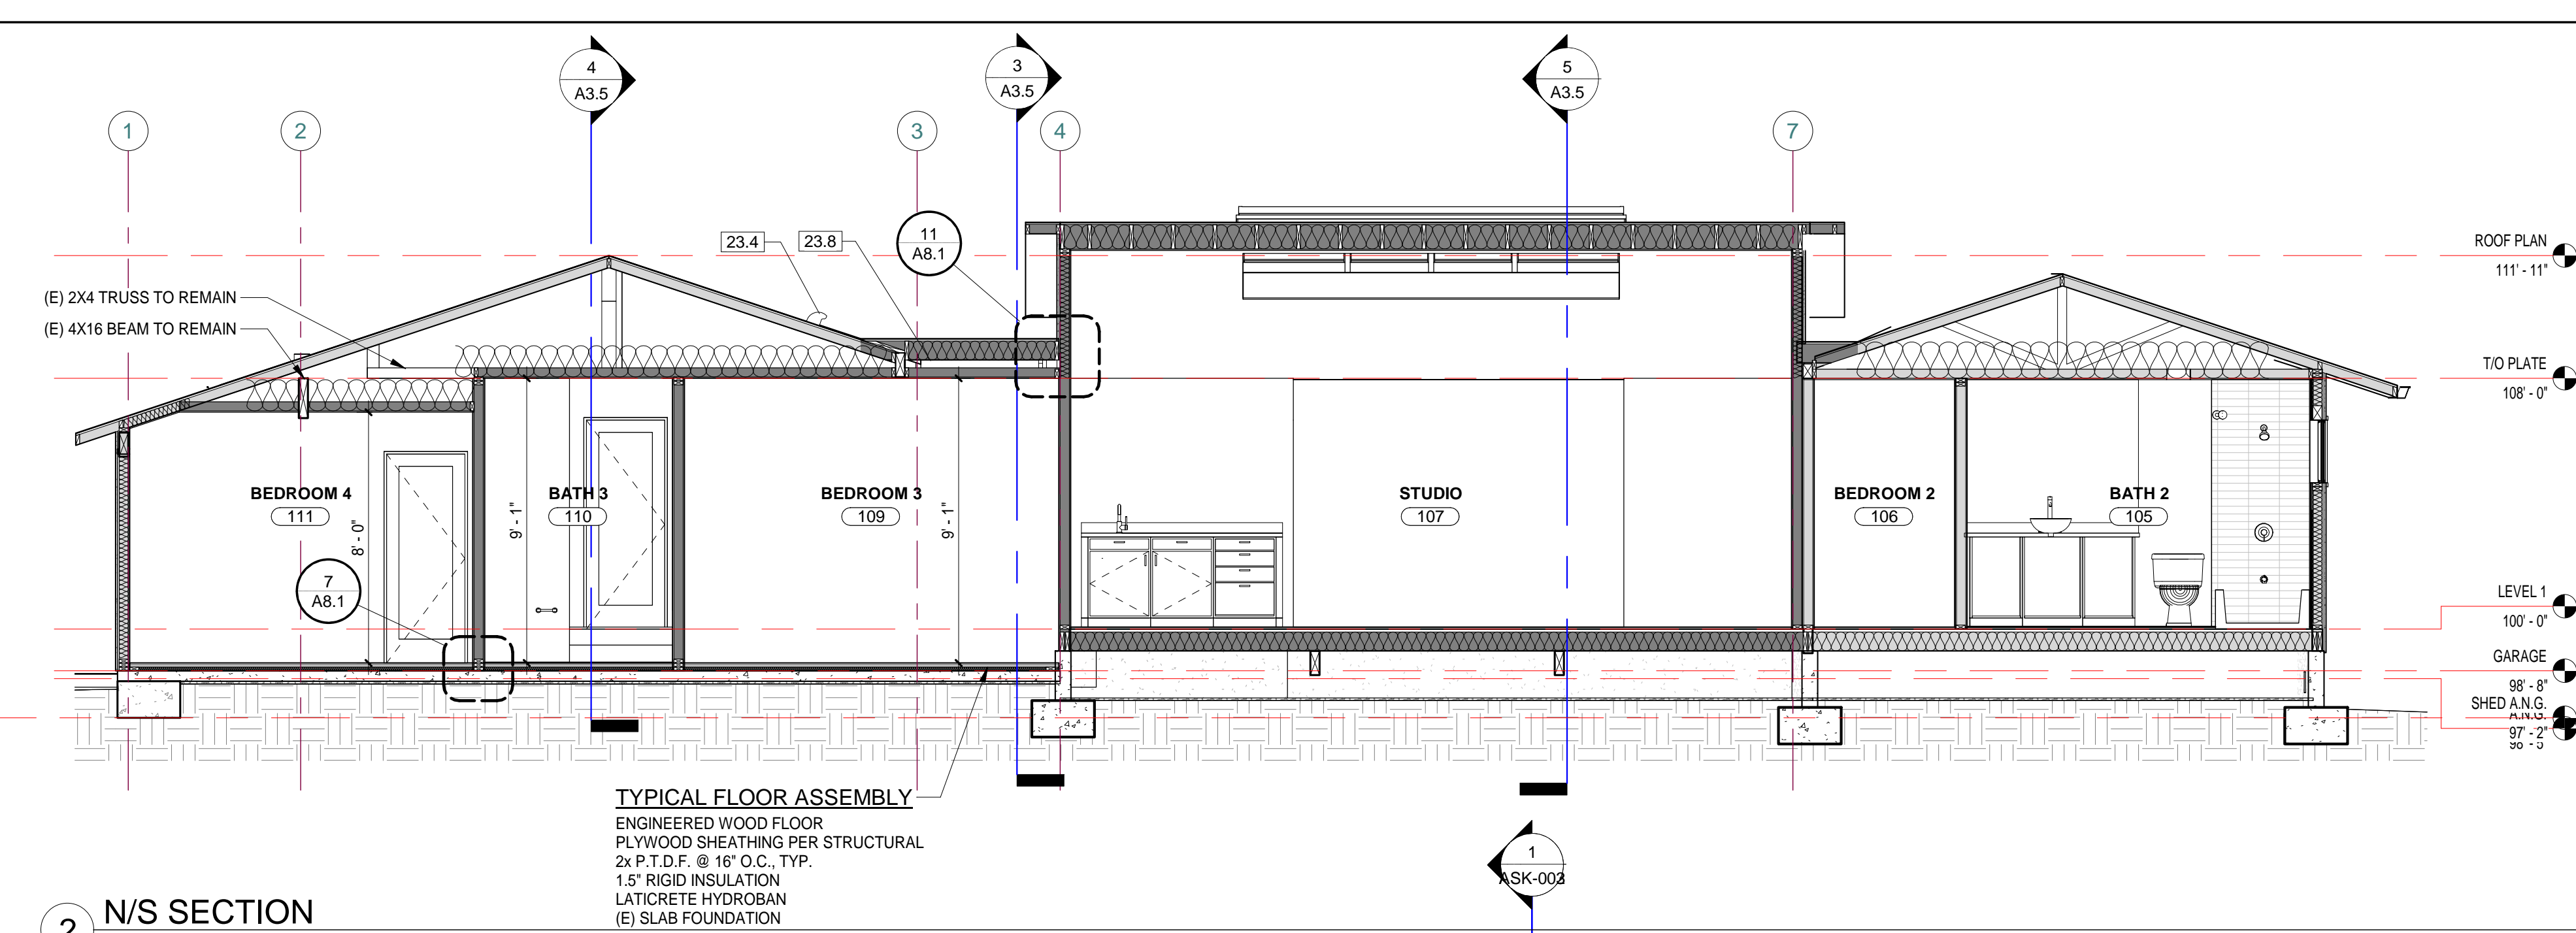 4
A3.5
3
A3.5
5
A3.5
1
2
3
4
7
23.4
23.8
11
A8.1
ROOF PLAN
111' - 11"
(E) 2X4 TRUSS TO REMAIN
(E) 4X16 BEAM TO REMAIN
T/O PLATE
108' - 0"
BEDROOM 4
111
BATH 3
110
BEDROOM 3
109
STUDIO
107
BEDROOM 2
106
BATH 2
105
8' - 0"
9' - 1"
9' - 1"
7
A8.1
LEVEL 1
100' - 0"
GARAGE
98' - 8"
SHED A.N.G.
A.N.G.
97' - 2"
98' - 5"
TYPICAL FLOOR ASSEMBLY
ENGINEERED WOOD FLOOR
PLYWOOD SHEATHING PER STRUCTURAL
2x P.T.D.F. @ 16" O.C., TYP.
1.5" RIGID INSULATION
LATICRETE HYDROBAN
(E) SLAB FOUNDATION
1
2
N/S SECTION